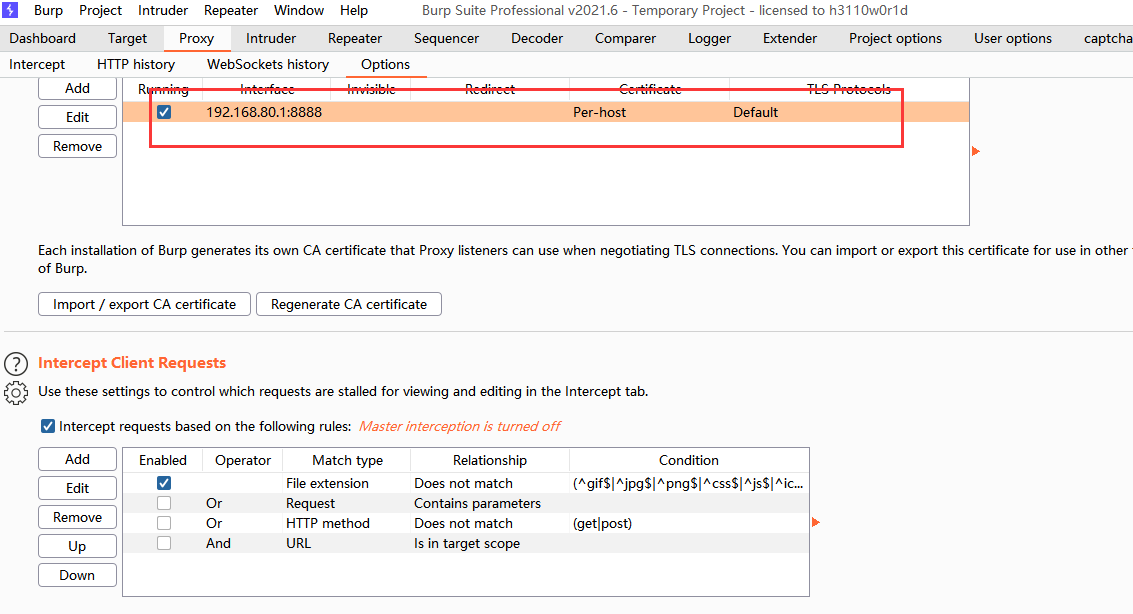 Burp Project Intruder Repeater Window Help Burp Suite Professional v2021.6 - Temporary Project - licensed to h3110w0r1d
Dashboard Target Proxy Intruder Repeater Sequencer Decoder Comparer Logger Extender Project options User options captcha
Intercept HTTP history WebSockets history Options
Add Running Interface Invisible Redirect Certificate TLS Protocols
Edit 192.168.80.1:8888 Per-host Default
Remove
Each installation of Burp generates its own CA certificate that Proxy listeners can use when negotiating TLS connections. You can import or export this certificate for use in other
of Burp.
Import / export CA certificate Regenerate CA certificate
Intercept Client Requests
Use these settings to control which requests are stalled for viewing and editing in the Intercept tab.
Intercept requests based on the following rules: Master interception is turned off
Add Enabled Operator Match type Relationship Condition
File extension Does not match (^gif$|^jpg$|^png$|^css$|^js$|^ic...
Edit
Or Request Contains parameters
Remove Or HTTP method Does not match (get|post)
Up And URL Is in target scope
Down